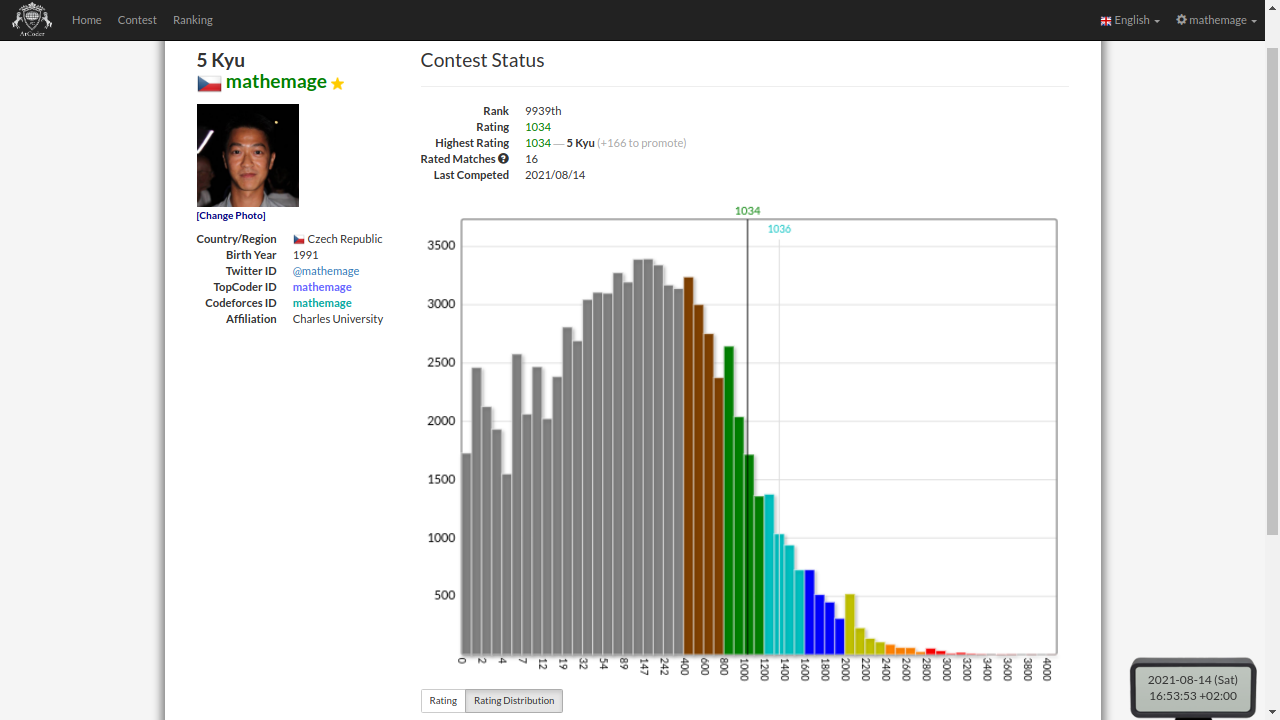 AtCoder
Home Contest Ranking English mathemage
5 Kyu
mathemage
[Change Photo]
Country/Region Czech Republic
Birth Year 1991
Twitter ID @mathemage
TopCoder ID mathemage
Codeforces ID mathemage
Affiliation Charles University
Contest Status
Rank 9939th
Rating 1034
Highest Rating 1034 — 5 Kyu (+166 to promote)
Rated Matches ? 16
Last Competed 2021/08/14
1034
1036
3500
3000
2500
2000
1500
1000
500
0 2 4 7 12 19 32 54 89 147 242 400 600 800 1000 1200 1400 1600 1800 2000 2200 2400 2600 2800 3000 3200 3400 3600 3800 4000
Rating Rating Distribution
2021-08-14 (Sat)
16:53:53 +02:00